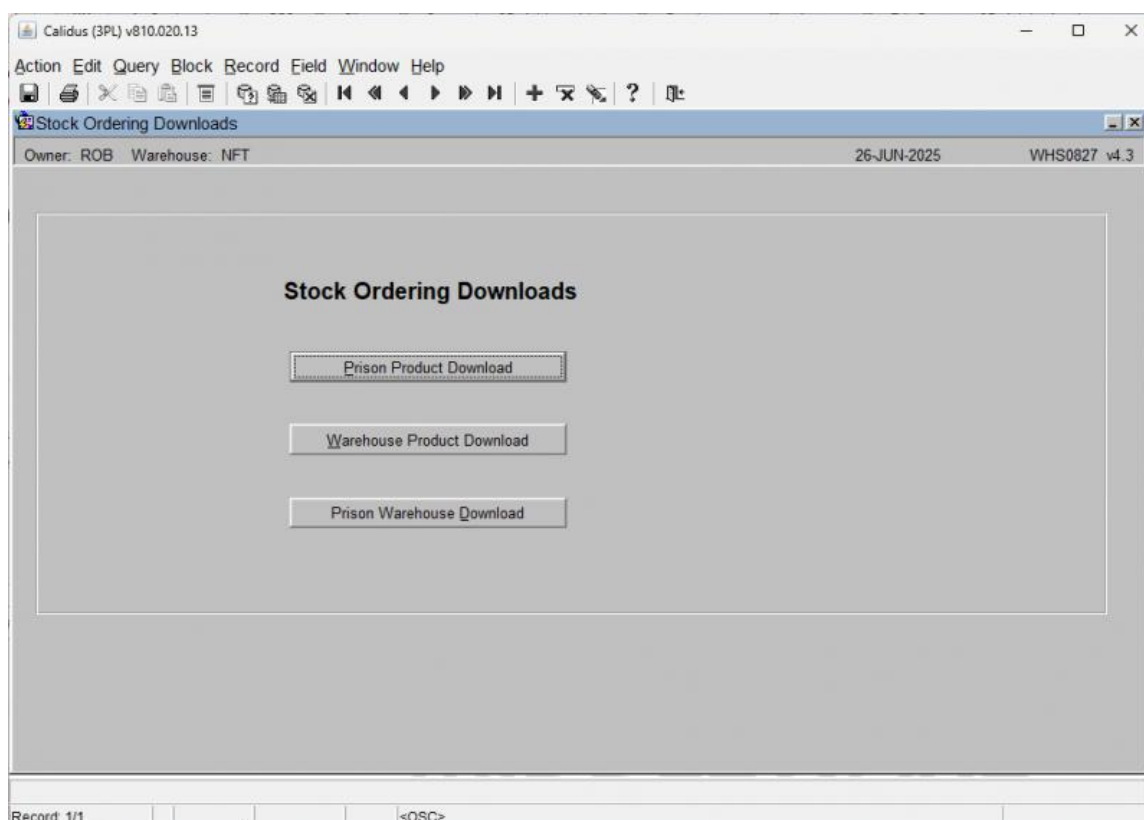 Calidus (3PL) v810.020.13
Action Edit Query Block Record Field Window Help
Stock Ordering Downloads
Owner: ROB Warehouse: NFT 26-JUN-2025 WHS0827 v4.3
Stock Ordering Downloads
Prison Product Download
Warehouse Product Download
Prison Warehouse Download
Record: 1/1 <OSC>